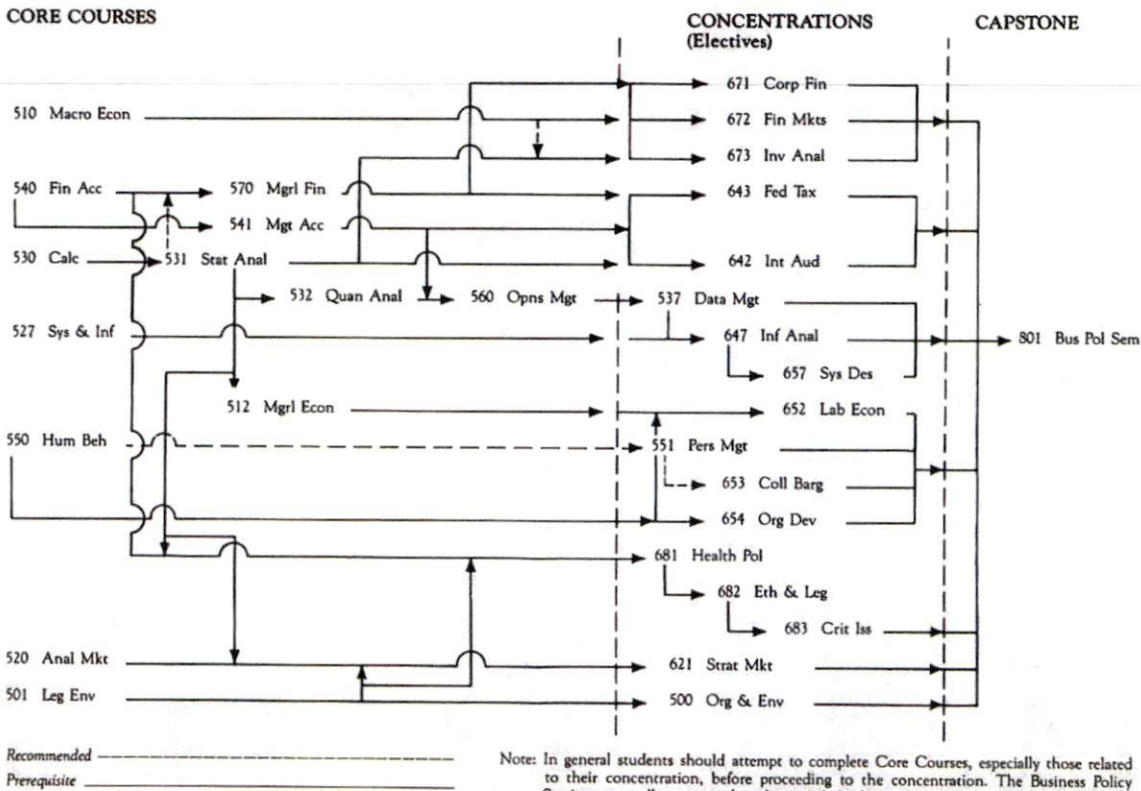 CORE COURSES
CONCENTRATIONS
(Electives)
CAPSTONE
671 Corp Fin
510 Macro Econ
672 Fin Mkts
673 Inv Anal
540 Fin Acc
570 Mgrl Fin
643 Fed Tax
541 Mgt Acc
530 Calc
531 Stat Anal
642 Int Aud
532 Quan Anal
560 Opns Mgt
537 Data Mgt
527 Sys & Inf
647 Inf Anal
801 Bus Pol Sem
657 Sys Des
512 Mgrl Econ
652 Lab Econ
550 Hum Beh
551 Pers Mgt
653 Coll Barg
654 Org Dev
681 Health Pol
682 Eth & Leg
683 Crit Iss
520 Anal Mkt
621 Strat Mkt
501 Leg Env
500 Org & Env
Recommended
Prerequisite
Note: In general students should attempt to complete Core Courses, especially those related
to their concentration, before proceeding to the concentration. The Business Policy